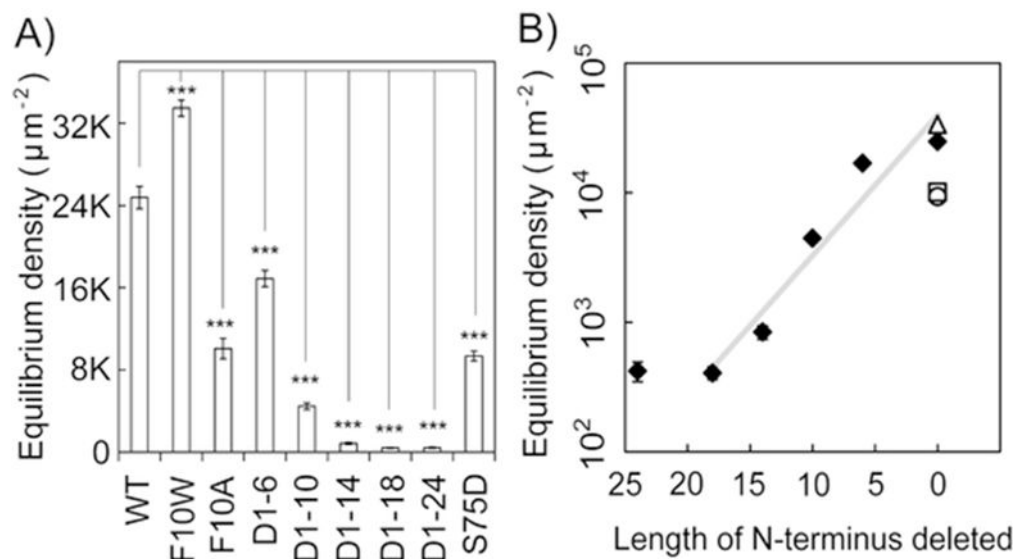 A)
Equilibrium density ( µm⁻²)
32K
24K
16K
8K
0
***
***
***
***
***
***
***
***
WT
F10W
F10A
D1-6
D1-10
D1-14
D1-18
D1-24
S75D
B)
Equilibrium density ( µm⁻²)
10⁵
10⁴
10³
10²
25 20 15 10 5 0
Length of N-terminus deleted